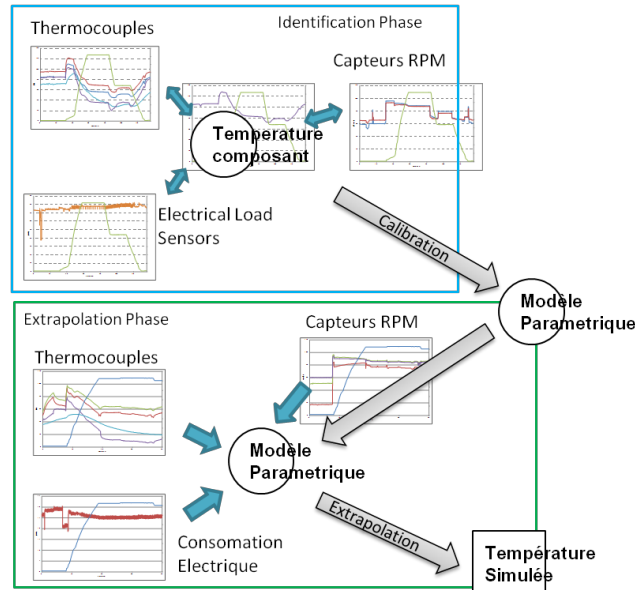 Identification Phase
Thermocouples
Capteurs RPM
Temperature
composant
Electrical Load
Sensors
Calibration
Modèle
Parametrique
Extrapolation Phase
Capteurs RPM
Thermocouples
Modèle
Parametrique
Consomation
Electrique
Extrapolation
Température
Simulée